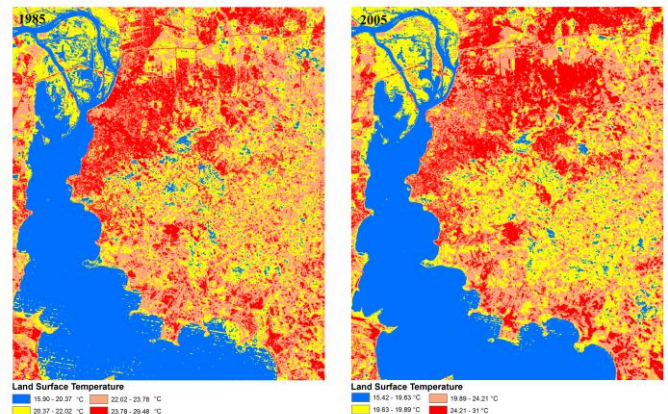 1985
2005
Land Surface Temperature
15.90 - 20.37 °C
22.02 - 23.78 °C
20.37 - 22.02 °C
23.78 - 29.48 °C
Land Surface Temperature
15.42 - 19.63 °C
19.89 - 24.21 °C
19.63 - 19.89 °C
24.21 - 31 °C